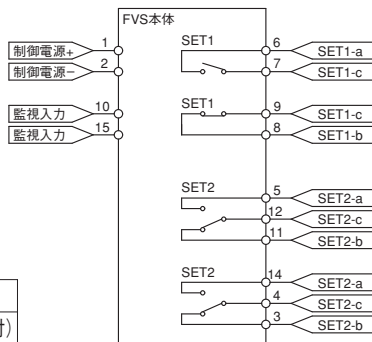 FVS本体
制御電源+ 1
制御電源− 2
監視入力 10
監視入力 15
SET1 6 SET1-a
7 SET1-c
SET1 9 SET1-c
8 SET1-b
SET2 5 SET2-a
12 SET2-c
11 SET2-b
SET2 14 SET2-a
4 SET2-c
3 SET2-b